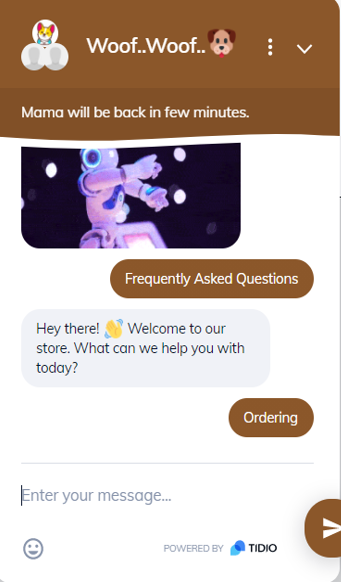 Woof..Woof..
Mama will be back in few minutes.
Frequently Asked Questions
Hey there! 👋 Welcome to our
store. What can we help you with
today?
Ordering
Enter your message...
POWERED BY TIDIO